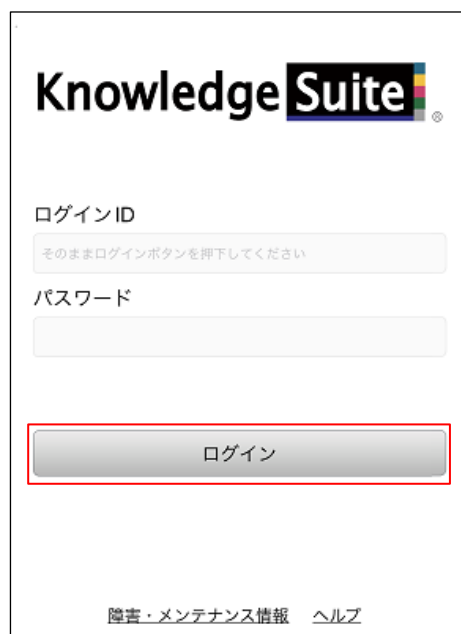 Knowledge Suite ®
ログインID
そのままログインボタンを押下してください
パスワード
ログイン
障害・メンテナンス情報 ヘルプ